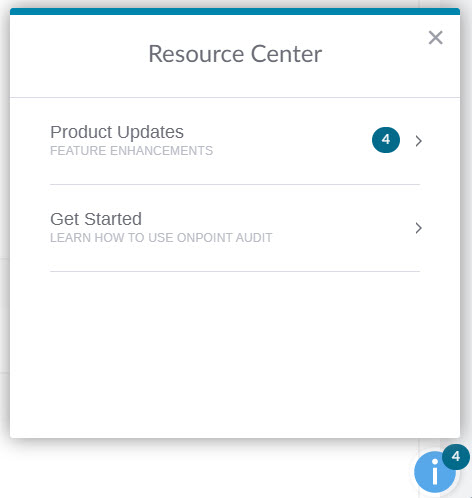 Resource Center
Product Updates
FEATURE ENHANCEMENTS
4
Get Started
LEARN HOW TO USE ONPOINT AUDIT
i
4